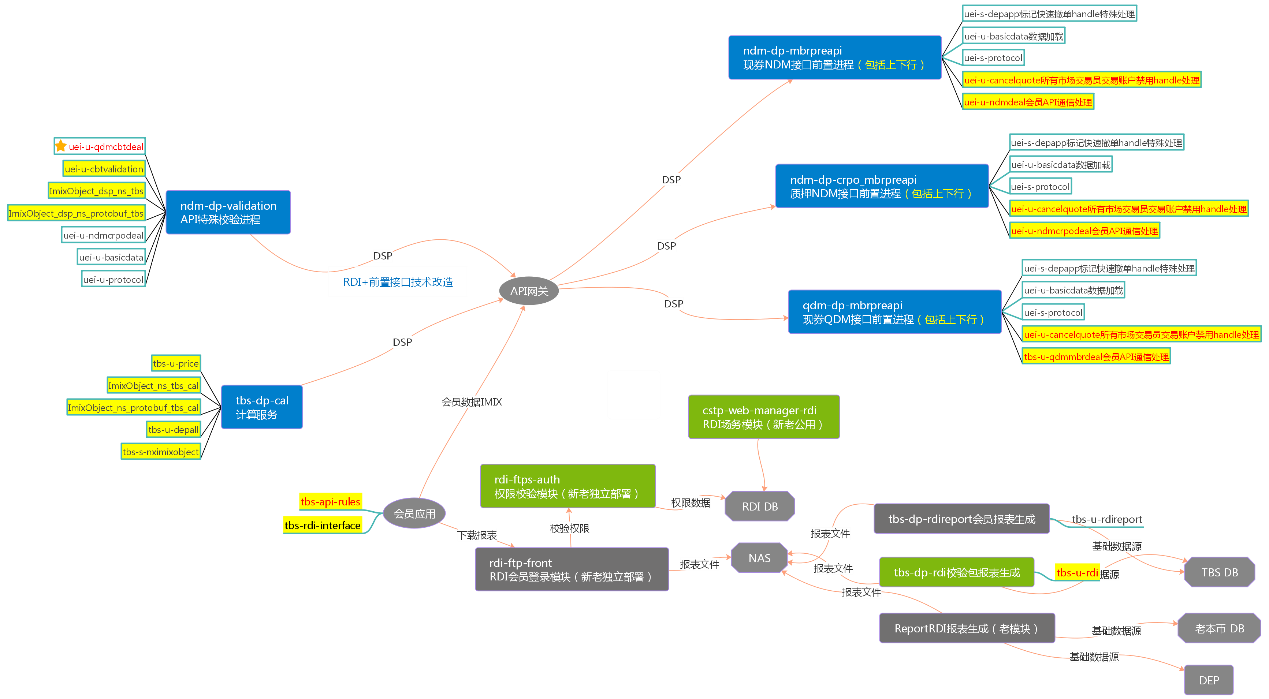 uei-s-depapp标记快速撤单handle特殊处理
uei-u-basicdata数据加载
uei-s-protocol
uei-u-cancelquote所有市场交易员交易账户禁用handle处理
uei-u-ndmdeal会员API通信处理
ndm-dp-mbrpreapi
现券NDM接口前置进程（包括上下行）
DSP
uei-s-depapp标记快速撤单handle特殊处理
uei-u-basicdata数据加载
uei-s-protocol
uei-u-cancelquote所有市场交易员交易账户禁用handle处理
uei-u-ndmcrpodeal会员API通信处理
ndm-dp-crpo_mbrpreapi
质押NDM接口前置进程（包括上下行）
DSP
uei-s-depapp标记快速撤单handle特殊处理
uei-u-basicdata数据加载
uei-s-protocol
uei-u-cancelquote所有市场交易员交易账户禁用handle处理
tbs-u-qdmmbrdeal会员API通信处理
qdm-dp-mbrpreapi
现券QDM接口前置进程（包括上下行）
DSP
uei-u-qdmcbtdeal
uei-u-cbtvalidation
ImixObject_dsp_ns_tbs
ImixObject_dsp_ns_protobuf_tbs
uei-u-ndmcrpodeal
uei-u-basicdata
uei-u-protocol
ndm-dp-validation
API特殊校验进程
DSP
RDI+前置接口技术改造
API网关
tbs-u-price
ImixObject_ns_tbs_cal
ImixObject_ns_protobuf_tbs_cal
tbs-u-depall
tbs-s-nximixobject
tbs-dp-cal
计算服务
DSP
会员数据IMIX
tbs-api-rules
tbs-rdi-interface
会员应用
下载报表
cstp-web-manager-rdi
RDI场务模块（新老公用）
rdi-ftps-auth
权限校验模块（新老独立部署）
权限数据
RDI DB
校验权限
rdi-ftp-front
RDI会员登录模块（新老独立部署）
报表文件
NAS
报表文件
报表文件
报表文件
tbs-dp-rdireport会员报表生成
tbs-u-rdireport
基础数据源
tbs-dp-rdi校验包报表生成
tbs-u-rdi
据源
TBS DB
ReportRDI报表生成（老模块）
基础数据源
老本币 DB
基础数据源
DEP